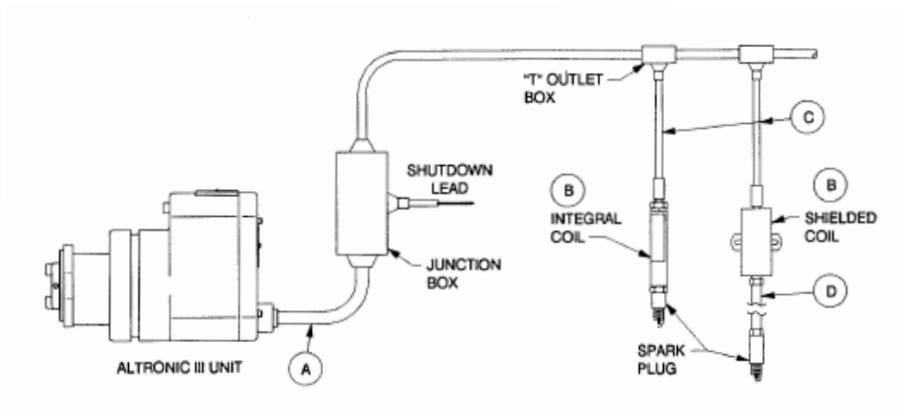 "T" OUTLET
BOX
C
SHUTDOWN
LEAD
B
INTEGRAL
COIL
B
SHIELDED
COIL
JUNCTION
BOX
D
ALTRONIC III UNIT
A
SPARK
PLUG